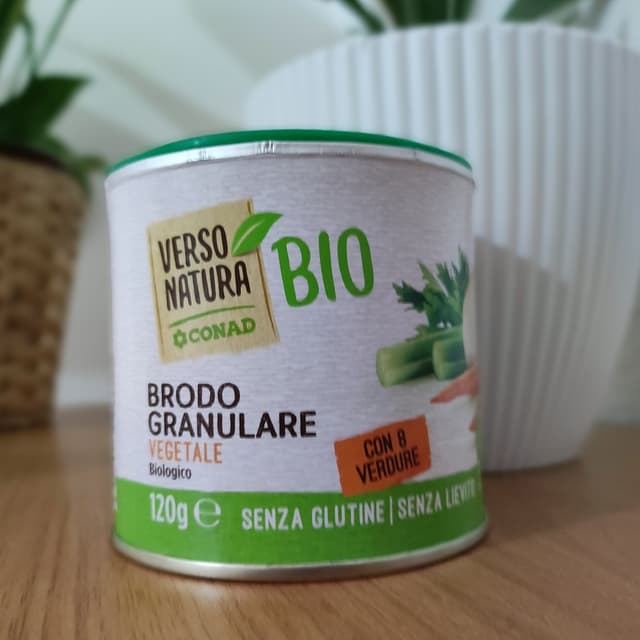 VERSO
NATURA
CONAD
BIO
BRODO
GRANULARE
VEGETALE
Biologico
CON 8
VERDURE
120g e
SENZA GLUTINE | SENZA LIEVITO